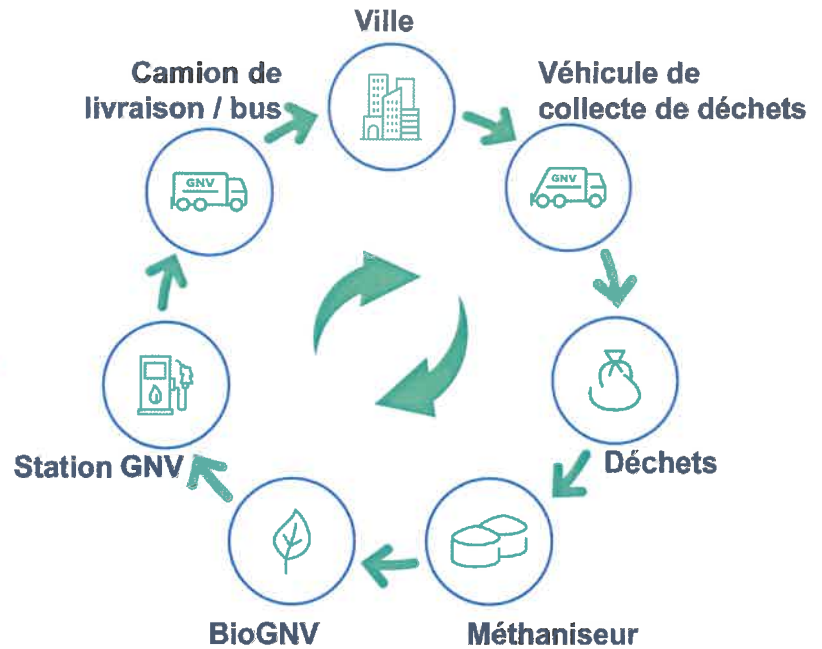 Ville
Véhicule de
collecte de déchets
GNV
Déchets
Méthaniseur
BioGNV
Station GNV
Camion de
livraison / bus
GNV